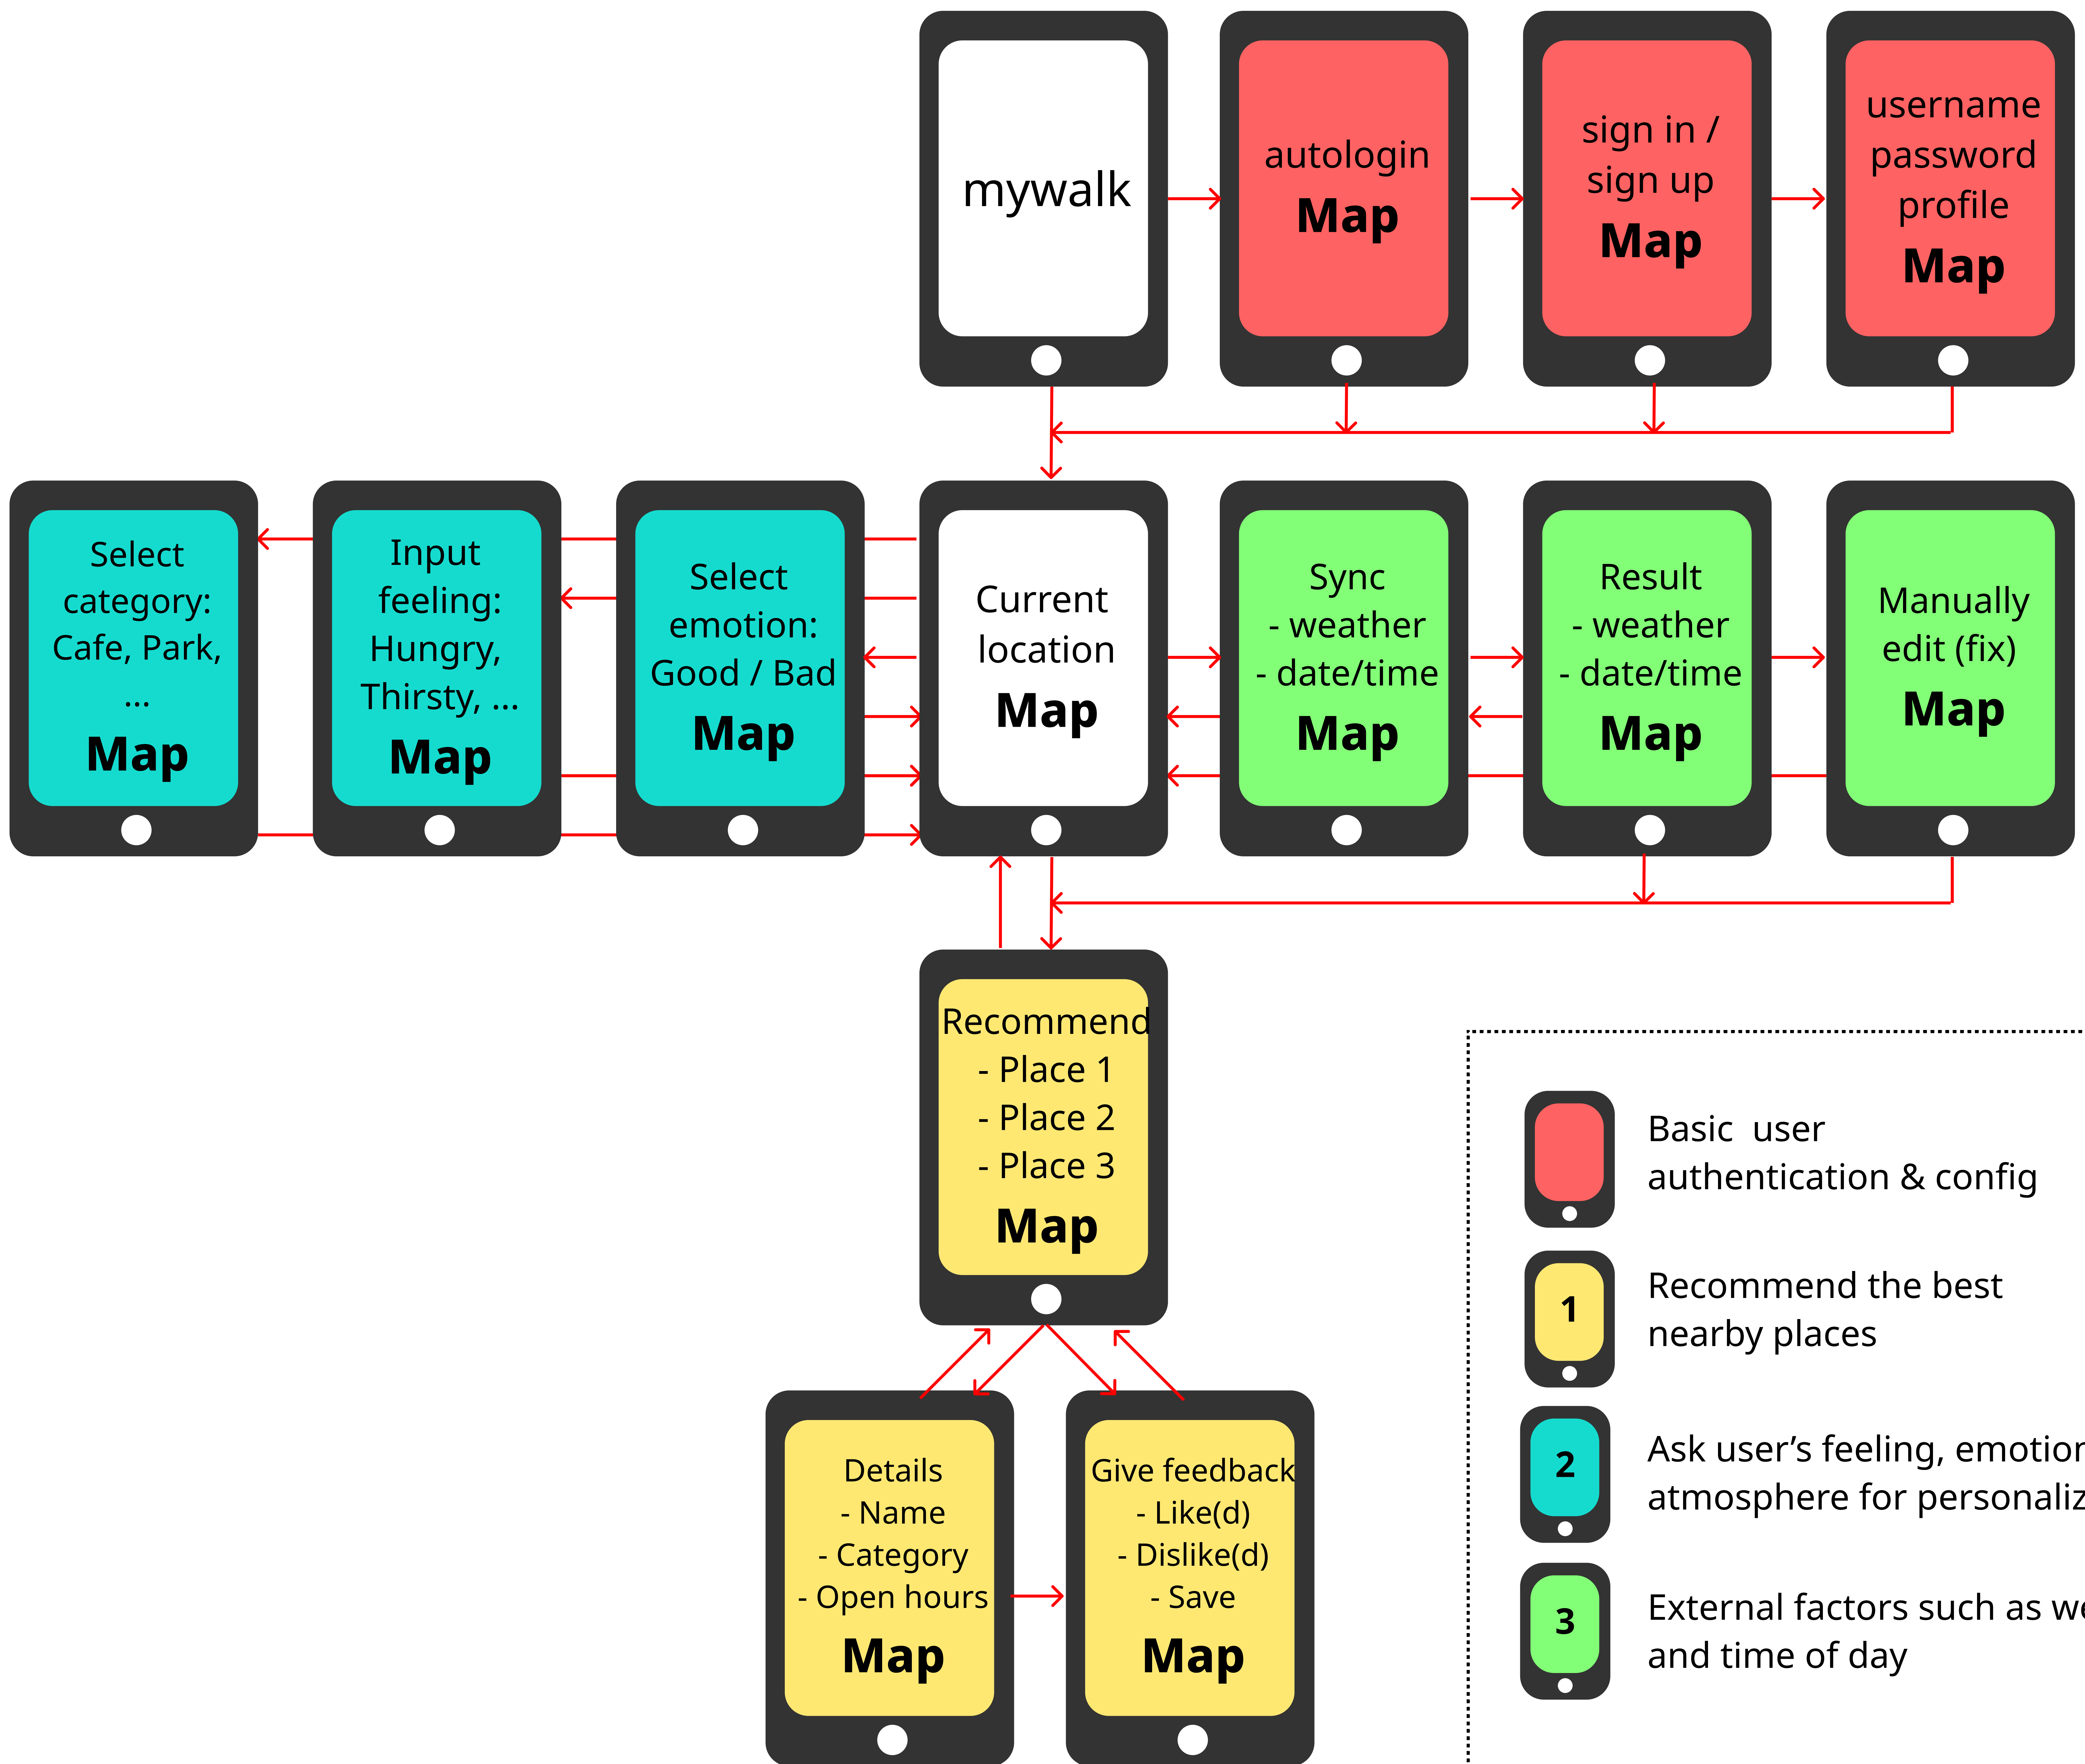 mywalk
autologin
Map
sign in /
sign up
Map
username
password
profile
Map
Select
category:
Cafe, Park,
...
Map
Input
feeling:
Hungry,
Thirsty, ...
Map
Select
emotion:
Good / Bad
Map
Current
location
Map
Sync
- weather
- date/time
Map
Result
- weather
- date/time
Map
Manually
edit (fix)
Map
Recommend
- Place 1
- Place 2
- Place 3
Map
Details
- Name
- Category
- Open hours
Map
Give feedback
- Like(d)
- Dislike(d)
- Save
Map
Basic  user
authentication & config
1
Recommend the best
nearby places
2
Ask user’s feeling,
atmosphere for
3
External factors such as
and time of day